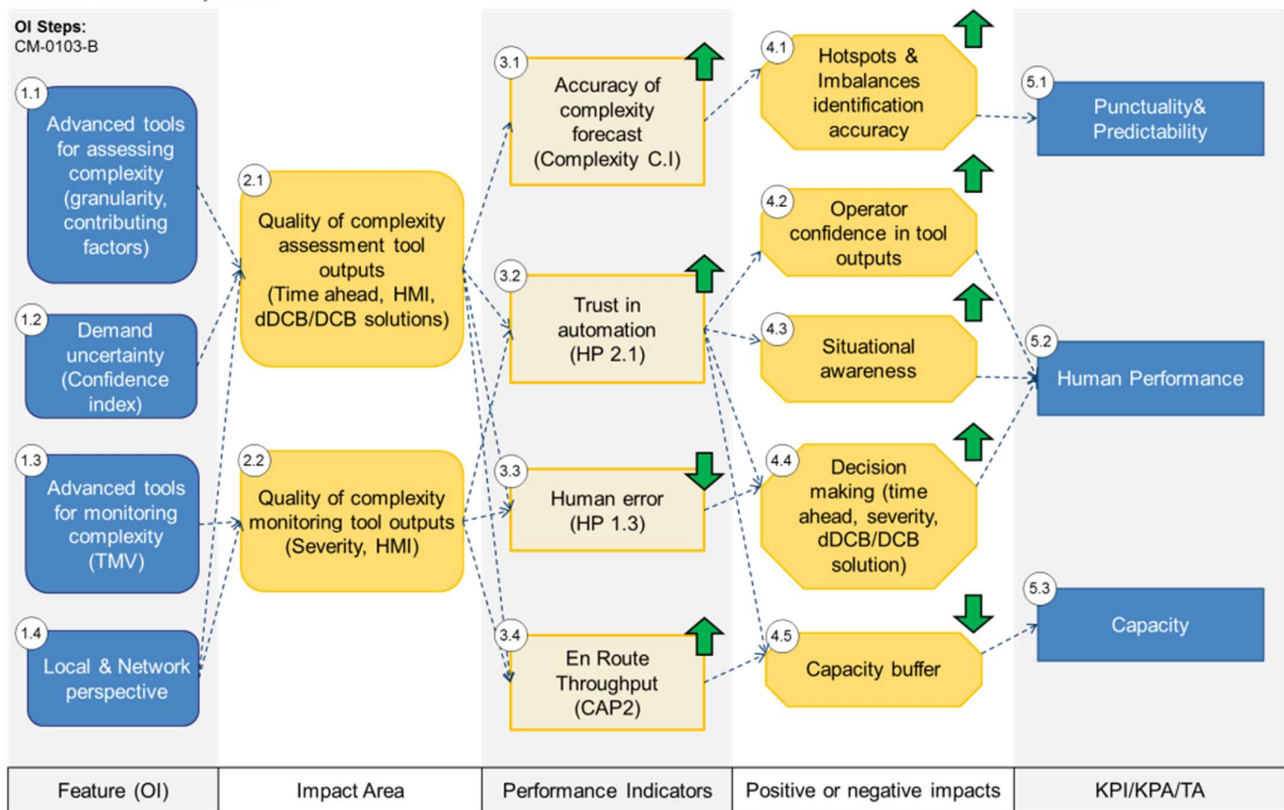 OI Steps:
CM-0103-B
1.1
Advanced tools
for assessing
complexity
(granularity,
contributing
factors)
1.2
Demand
uncertainty
(Confidence
index)
1.3
Advanced tools
for monitoring
complexity
(TMV)
1.4
Local & Network
perspective
2.1
Quality of complexity
assessment tool
outputs
(Time ahead, HMI,
dDCB/DCB solutions)
2.2
Quality of complexity
monitoring tool outputs
(Severity, HMI)
3.1
Accuracy of
complexity
forecast
(Complexity C.I)
3.2
Trust in
automation
(HP 2.1)
3.3
Human error
(HP 1.3)
3.4
En Route
Throughput
(CAP2)
4.1
Hotspots &
Imbalances
identification
accuracy
4.2
Operator
confidence in tool
outputs
4.3
Situational
awareness
4.4
Decision
making (time
ahead, severity,
dDCB/DCB
solution)
4.5
Capacity buffer
5.1
Punctuality&
Predictability
5.2
Human Performance
5.3
Capacity
Feature (OI)
Impact Area
Performance Indicators
Positive or negative impacts
KPI/KPA/TA